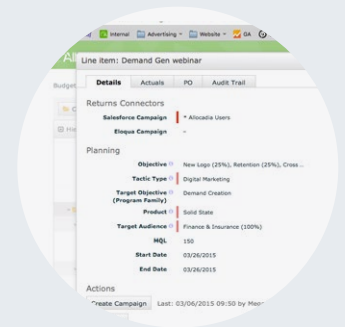 Internal Advertising Website GA
Al
Line item: Demand Gen webinar
Budget
Details Actuals PO Audit Trail
Returns Connectors
Salesforce Campaign * Allocadia Users
Eloqua Campaign -
Planning
Objective New Logo (25%), Retention (25%), Cross ...
Tactic Type Digital Marketing
Target Objective Demand Creation
(Program Family)
Product Solid State
Target Audience Finance & Insurance (100%)
MQL 150
Start Date 03/26/2015
End Date 03/26/2015
Actions
Create Campaign Last: 03/06/2015 09:50 by